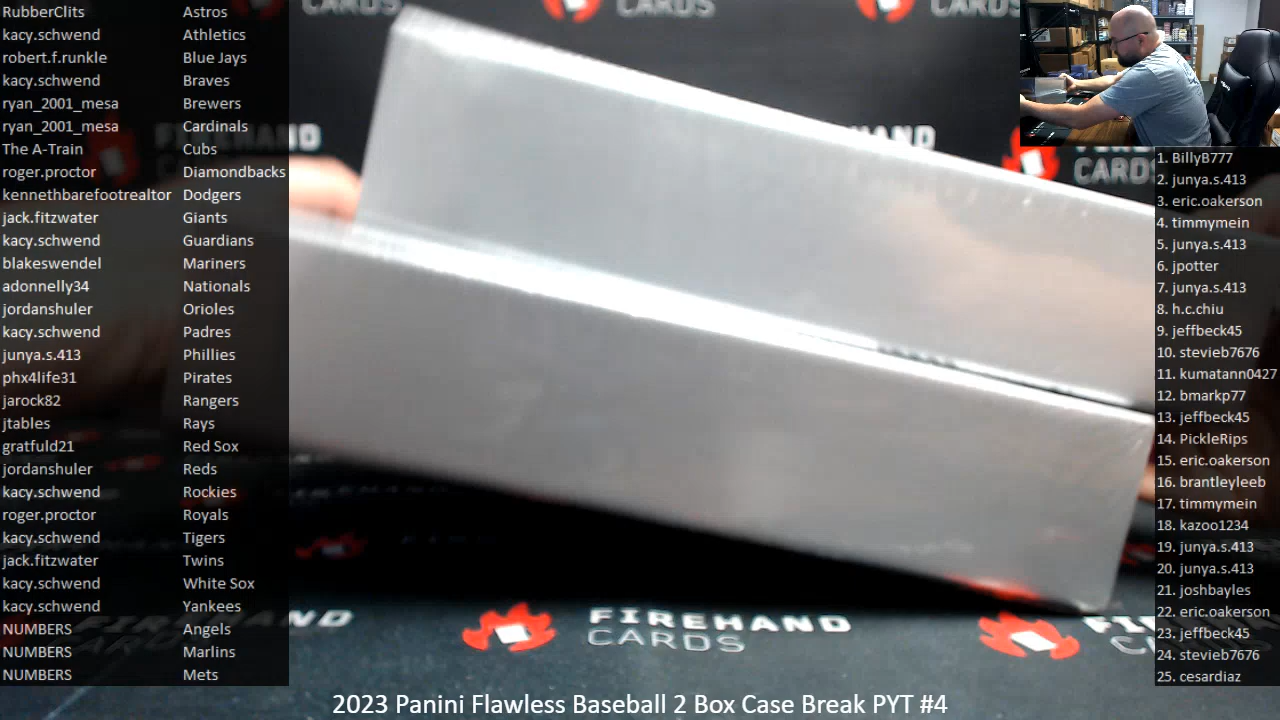 RubberClits Astros
kacy.schwend Athletics
robert.f.runkle Blue Jays
kacy.schwend Braves
ryan_2001_mesa Brewers
ryan_2001_mesa Cardinals
The A-Train Cubs
roger.proctor Diamondbacks
kennethbarefootrealtor Dodgers
jack.fitzwater Giants
kacy.schwend Guardians
blakeswendel Mariners
adonnelly34 Nationals
jordanshuler Orioles
kacy.schwend Padres
junya.s.413 Phillies
phx4life31 Pirates
jarock82 Rangers
jtables Rays
gratfuld21 Red Sox
jordanshuler Reds
kacy.schwend Rockies
roger.proctor Royals
kacy.schwend Tigers
jack.fitzwater Twins
kacy.schwend White Sox
kacy.schwend Yankees
NUMBERS Angels
NUMBERS Marlins
NUMBERS Mets
CARDS
CARDS
CARDS
FIREHAND
CARDS
1. BillyB777
2. junya.s.413
3. eric.oakerson
4. timmymein
5. junya.s.413
6. jpotter
7. junya.s.413
8. h.c.chiu
9. jeffbeck45
10. stevieb7676
11. kumatann0427
12. bmarkp77
13. jeffbeck45
14. PickleRips
15. eric.oakerson
16. brantleyleeb
17. timmymein
18. kazoo1234
19. junya.s.413
20. junya.s.413
21. joshbayles
22. eric.oakerson
23. jeffbeck45
24. stevieb7676
25. cesardiaz
2023 Panini Flawless Baseball 2 Box Case Break PYT #4